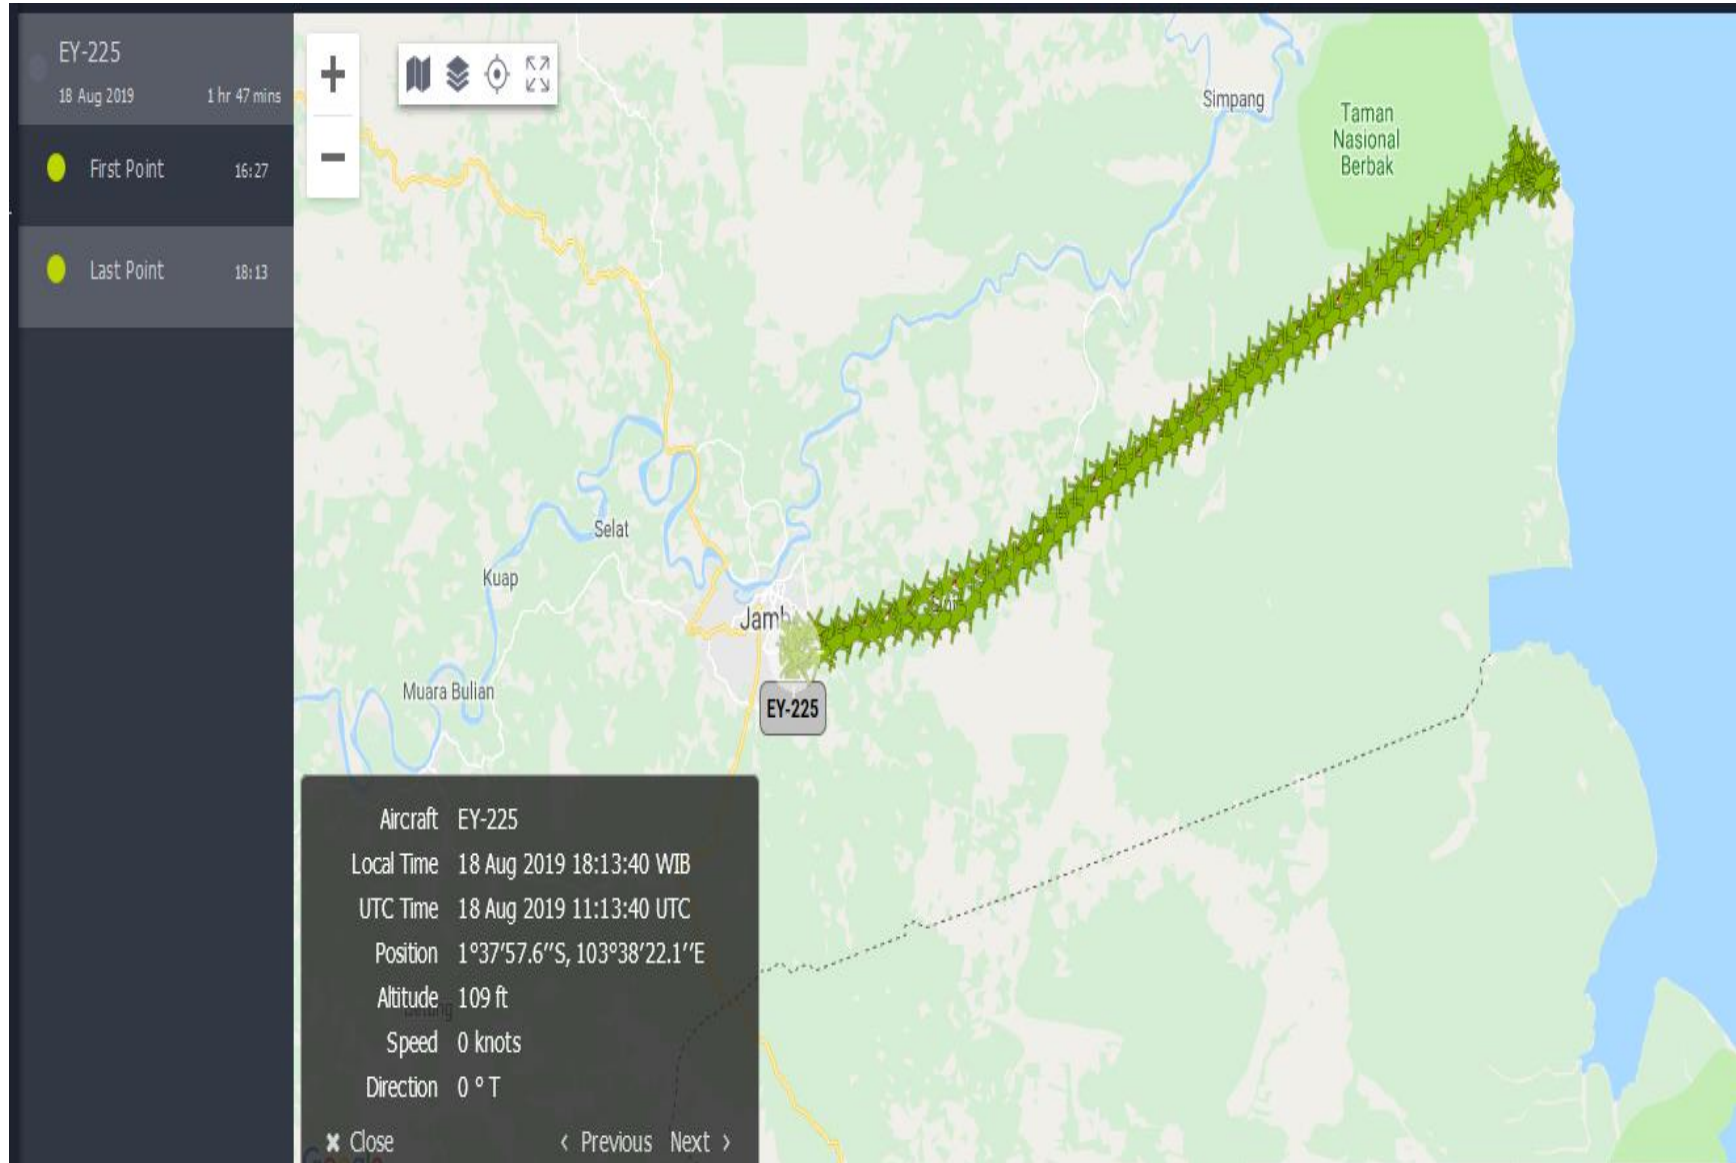 EY-225
18 Aug 2019 1 hr 47 mins
First Point 16:27
Last Point 18:13
Simpang
Taman
Nasional
Berbak
Selat
Kuap
Muara Bulian
EY-225
Aircraft EY-225
Local Time 18 Aug 2019 18:13:40 WIB
UTC Time 18 Aug 2019 11:13:40 UTC
Position 1°37'57.6''S, 103°38'22.1''E
Altitude 109 ft
Speed 0 knots
Direction 0 ° T
✖ Close ‹ Previous Next ›